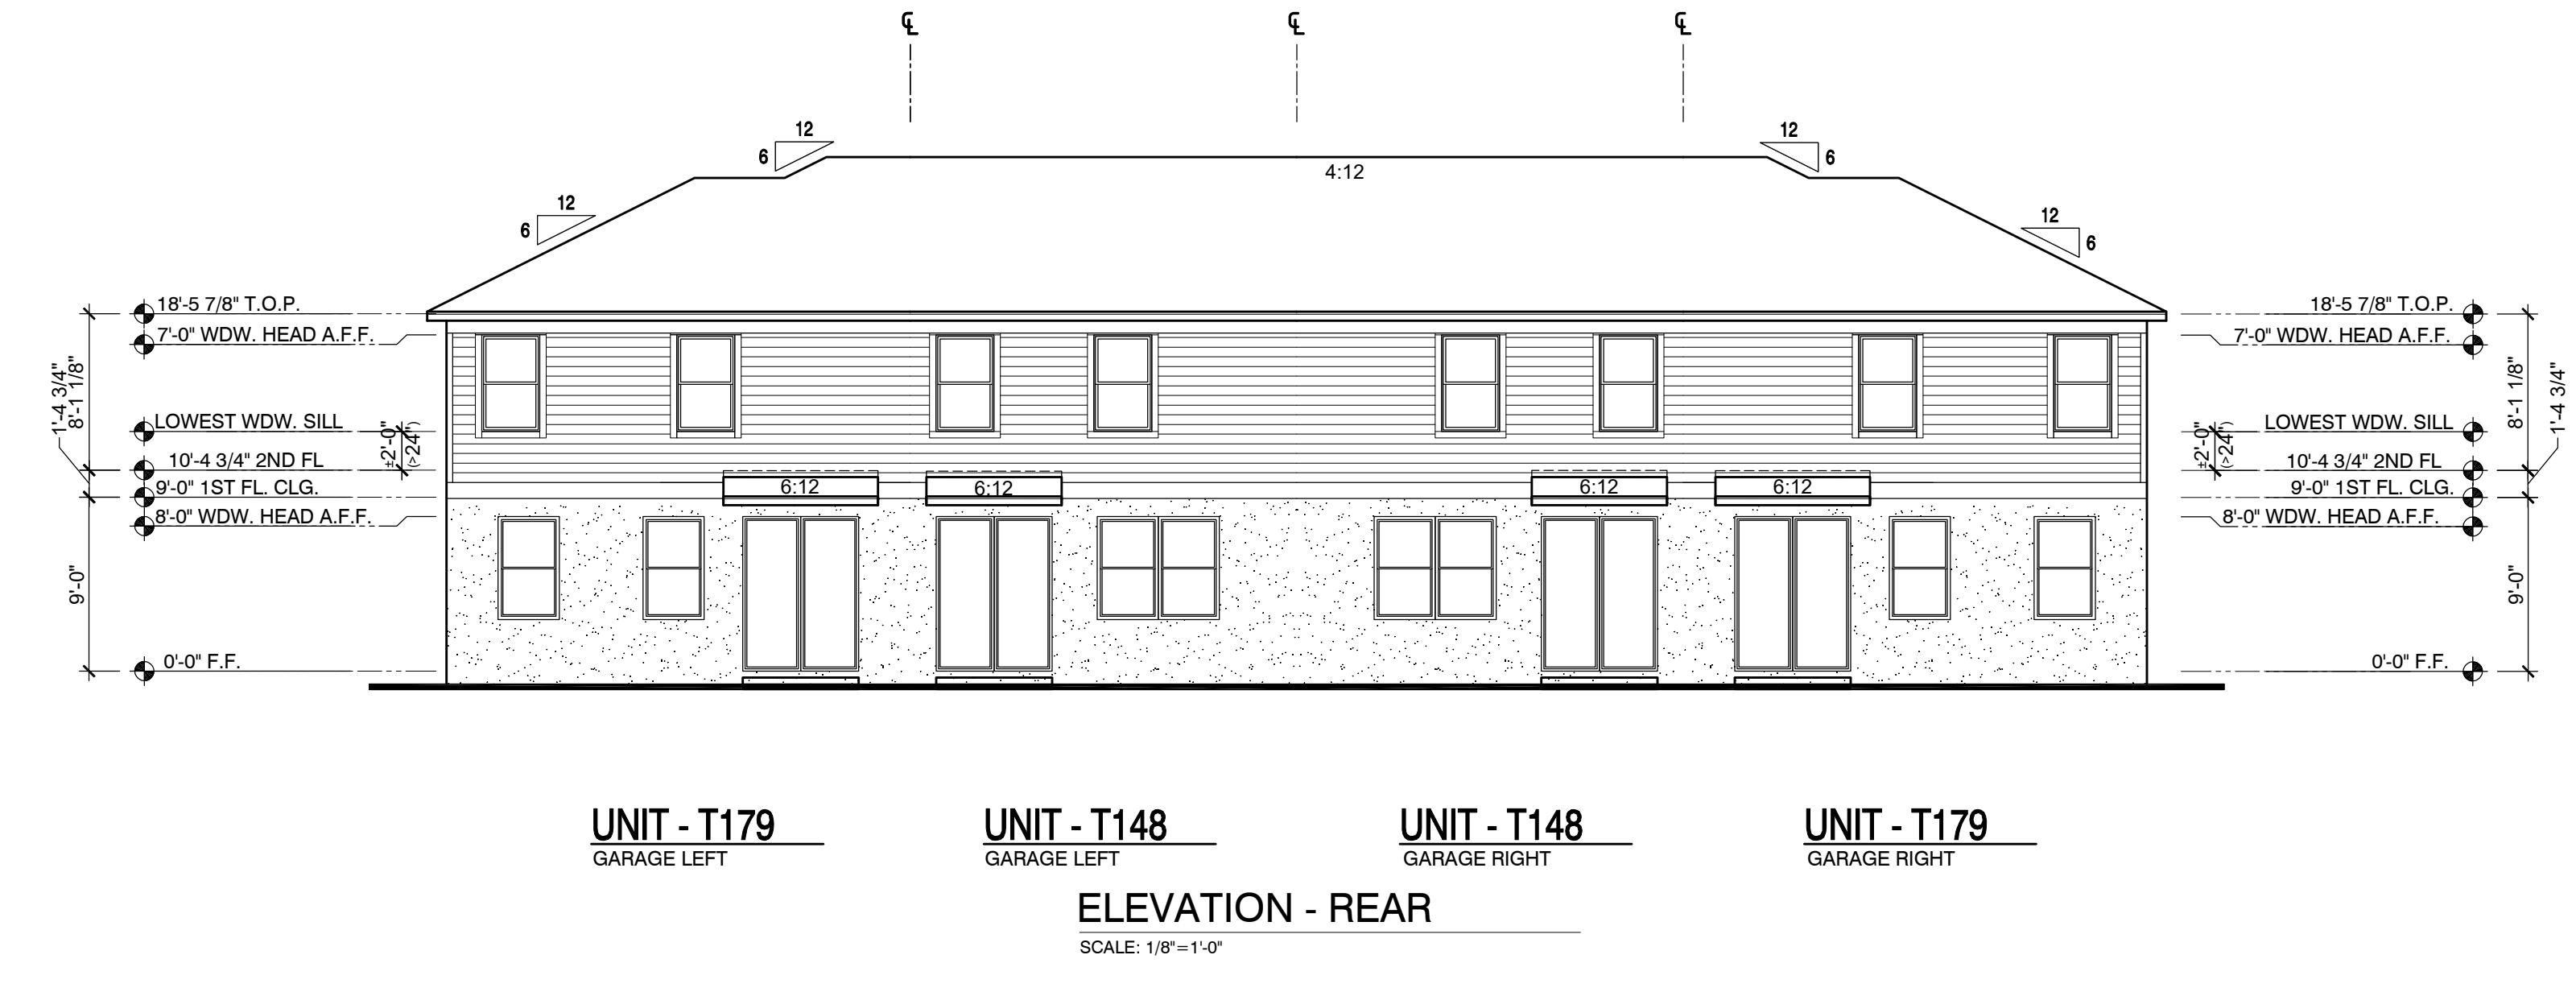 ℄ ℄ ℄
12 12
6 6
4:12
12 12
6 6
18'-5 7/8" T.O.P. 18'-5 7/8" T.O.P.
7'-0" WDW. HEAD A.F.F. 7'-0" WDW. HEAD A.F.F.
1'-4 3/4" 8'-1 1/8" 8'-1 1/8" 1'-4 3/4"
LOWEST WDW. SILL LOWEST WDW. SILL
±2'-0" (>24") ±2'-0" (>24")
10'-4 3/4" 2ND FL 10'-4 3/4" 2ND FL
9'-0" 1ST FL. CLG. 6:12 6:12 6:12 6:12 9'-0" 1ST FL. CLG.
8'-0" WDW. HEAD A.F.F. 8'-0" WDW. HEAD A.F.F.
9'-0" 9'-0"
0'-0" F.F. 0'-0" F.F.
UNIT - T179 UNIT - T148 UNIT - T148 UNIT - T179
GARAGE LEFT GARAGE LEFT GARAGE RIGHT GARAGE RIGHT
ELEVATION - REAR
SCALE: 1/8"=1'-0"